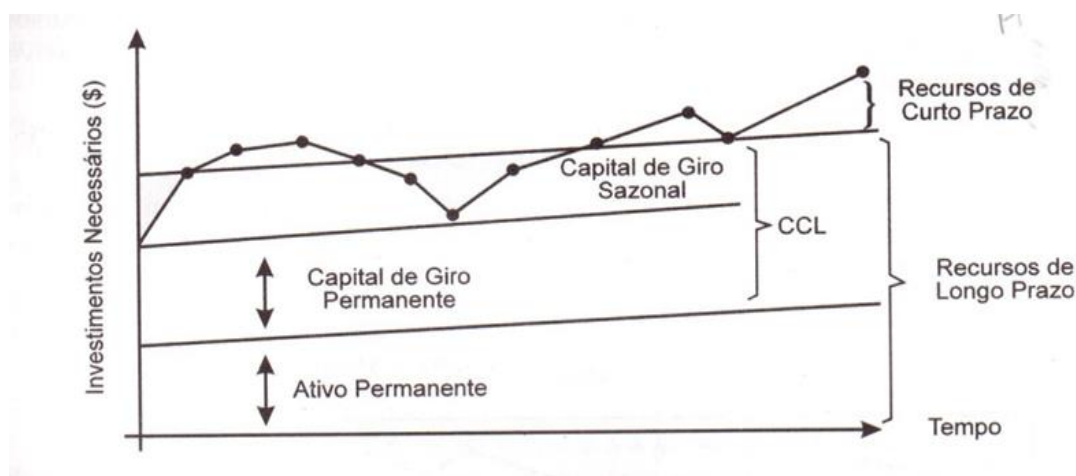 Investimentos Necessários ($)
Recursos de
Curto Prazo
Capital de Giro
Sazonal
CCL
Capital de Giro
Permanente
Recursos de
Longo Prazo
Ativo Permanente
Tempo